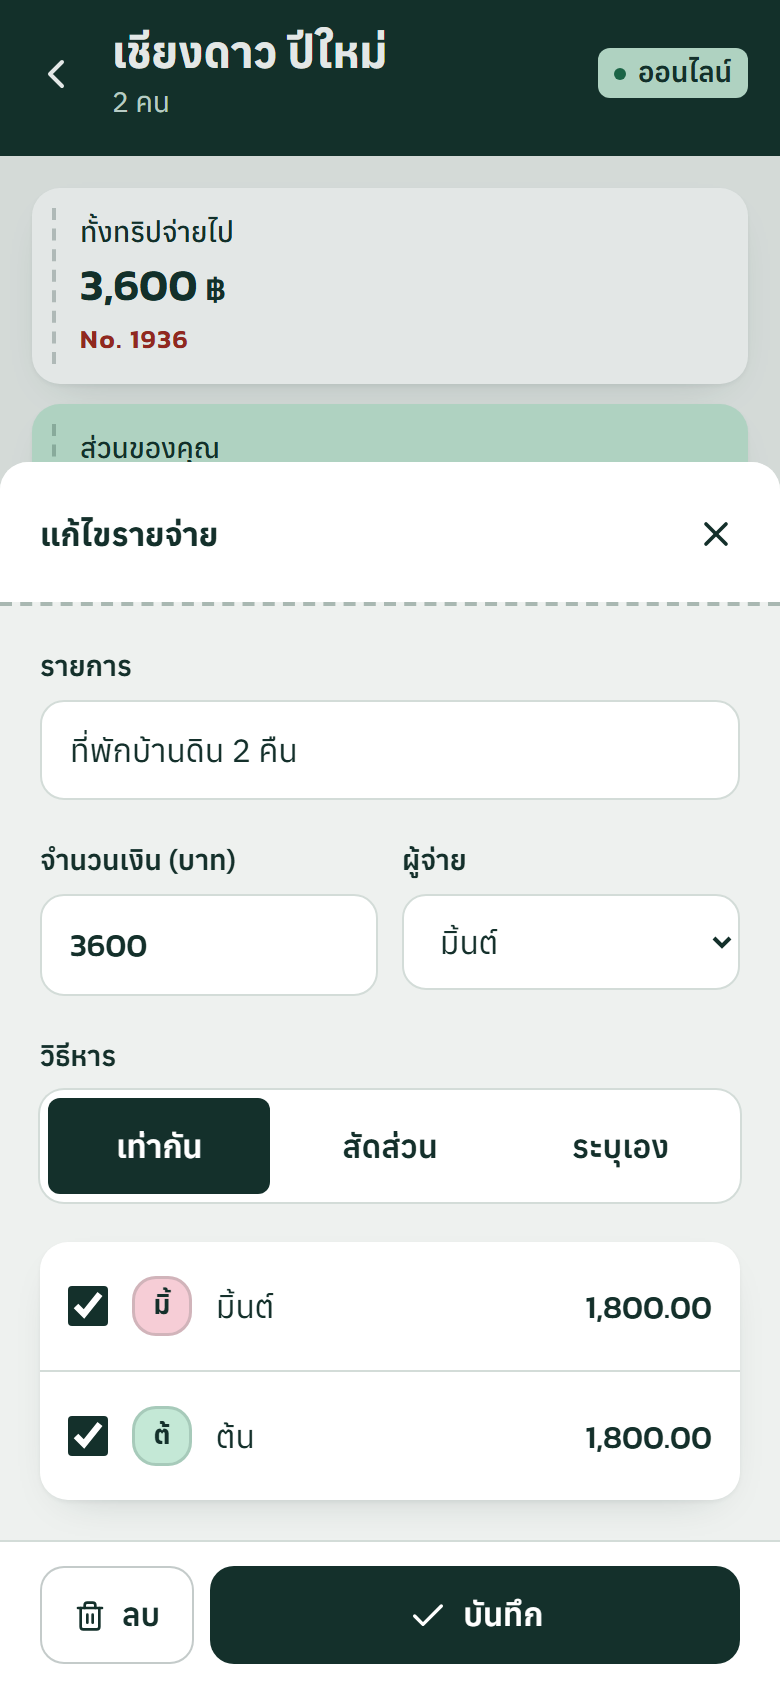 เชียงดาว ปีใหม่
2 คน
ออนไลน์
ทั้งทริปจ่ายไป
3,600 ฿
No. 1936
ส่วนของคุณ
แก้ไขรายจ่าย
รายการ
ที่พักบ้านดิน 2 คืน
จำนวนเงิน (บาท)
ผู้จ่าย
3600
มิ้นต์
วิธีหาร
เท่ากัน
สัดส่วน
ระบุเอง
มิ้
มิ้นต์
1,800.00
ต้
ต้น
1,800.00
ลบ
บันทึก